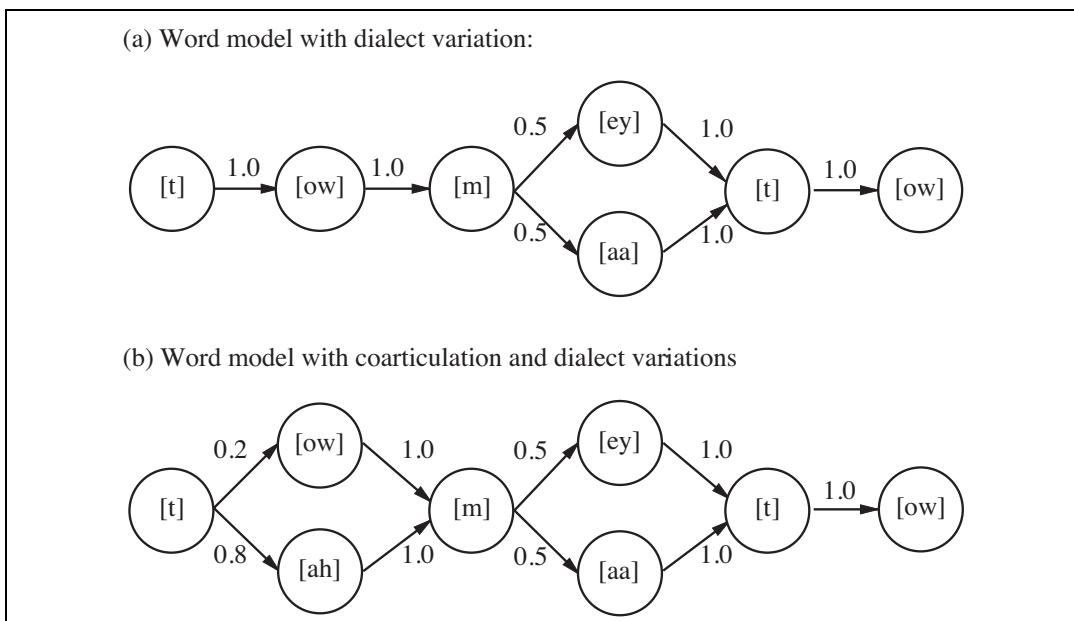 (a) Word model with dialect variation:
[ey]
0.5 1.0
1.0 1.0 1.0
[t] [ow] [m] [t] [ow]
0.5 1.0
[aa]
(b) Word model with coarticulation and dialect variations
[ow] [ey]
0.2 1.0 0.5 1.0
1.0
[t] [m] [t] [ow]
0.8 1.0 0.5 1.0
[ah] [aa]